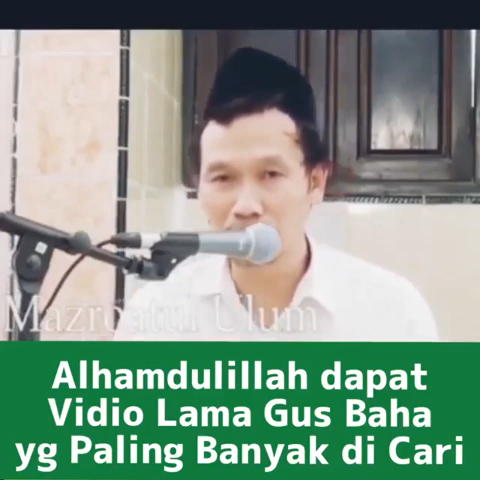 Mazroatul Ulum
Alhamdulillah dapat
Vidio Lama Gus Baha
yg Paling Banyak di Cari